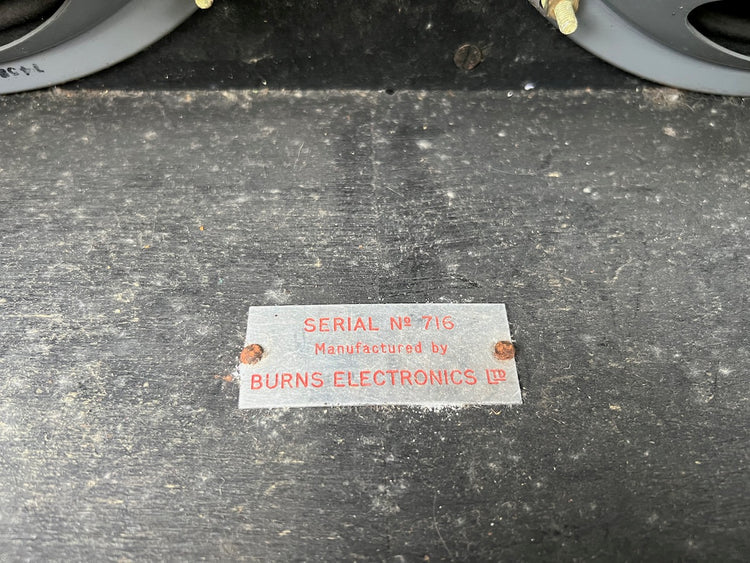 SERIAL Nº 716
Manufactured by
BURNS ELECTRONICS LTD